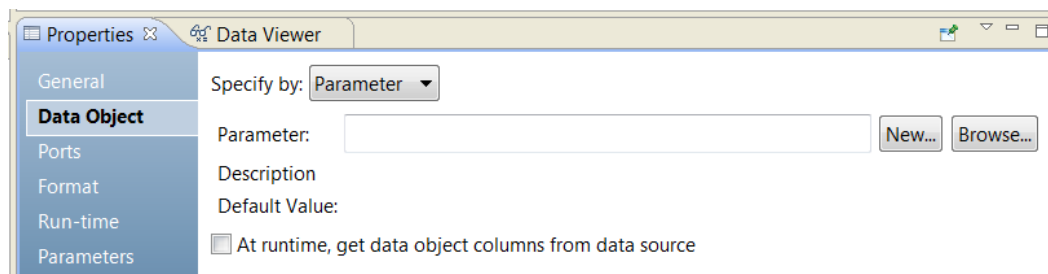 Properties Data Viewer
General
Data Object
Ports
Format
Run-time
Parameters
Specify by: Parameter
Parameter: New... Browse...
Description
Default Value:
At runtime, get data object columns from data source